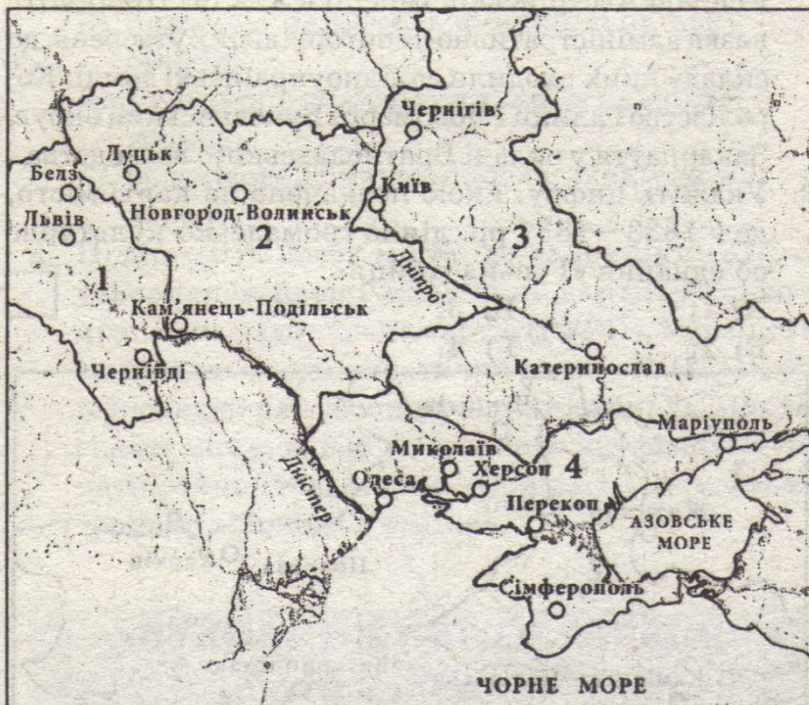 Чернігів
Луцьк
Белз
Київ
Львів
Новгород-Волинськ
2
3
1
Дніпро
Кам’янець-Подільськ
Чернівці
Катеринослав
Маріуполь
Миколаїв
Херсон
4
Одеса
Дністер
Перекоп
АЗОВСЬКЕ
МОРЕ
Сімферополь
ЧОРНЕ МОРЕ